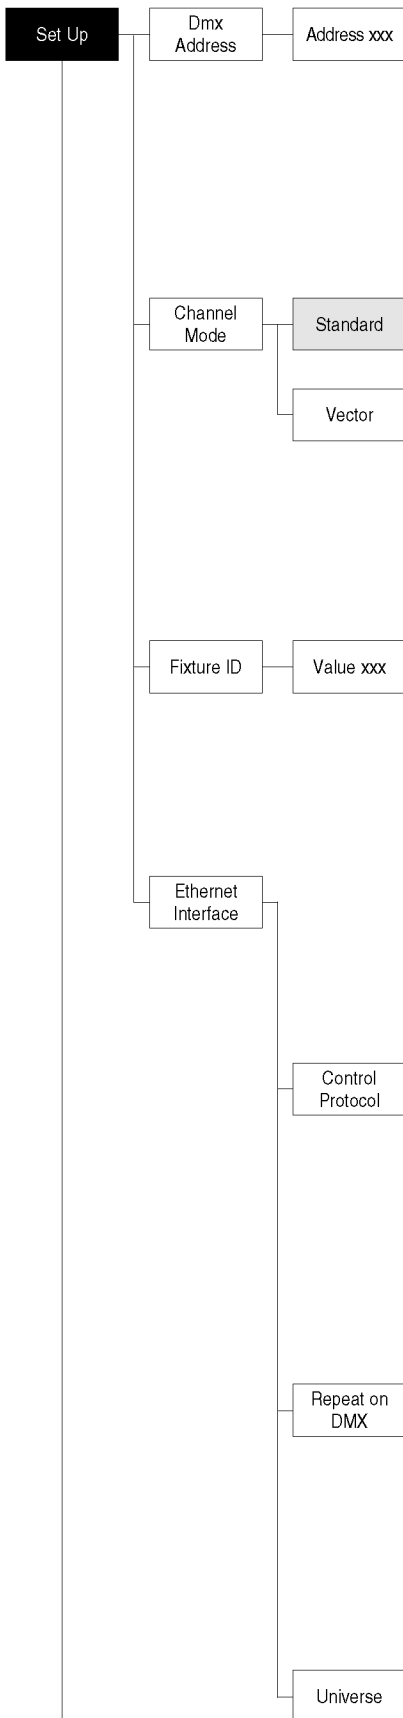 Set Up
Dmx
Address
Address xxx
Channel
Mode
Standard
Vector
Fixture ID
Value xxx
Ethernet
Interface
Control
Protocol
Repeat on
DMX
Universe